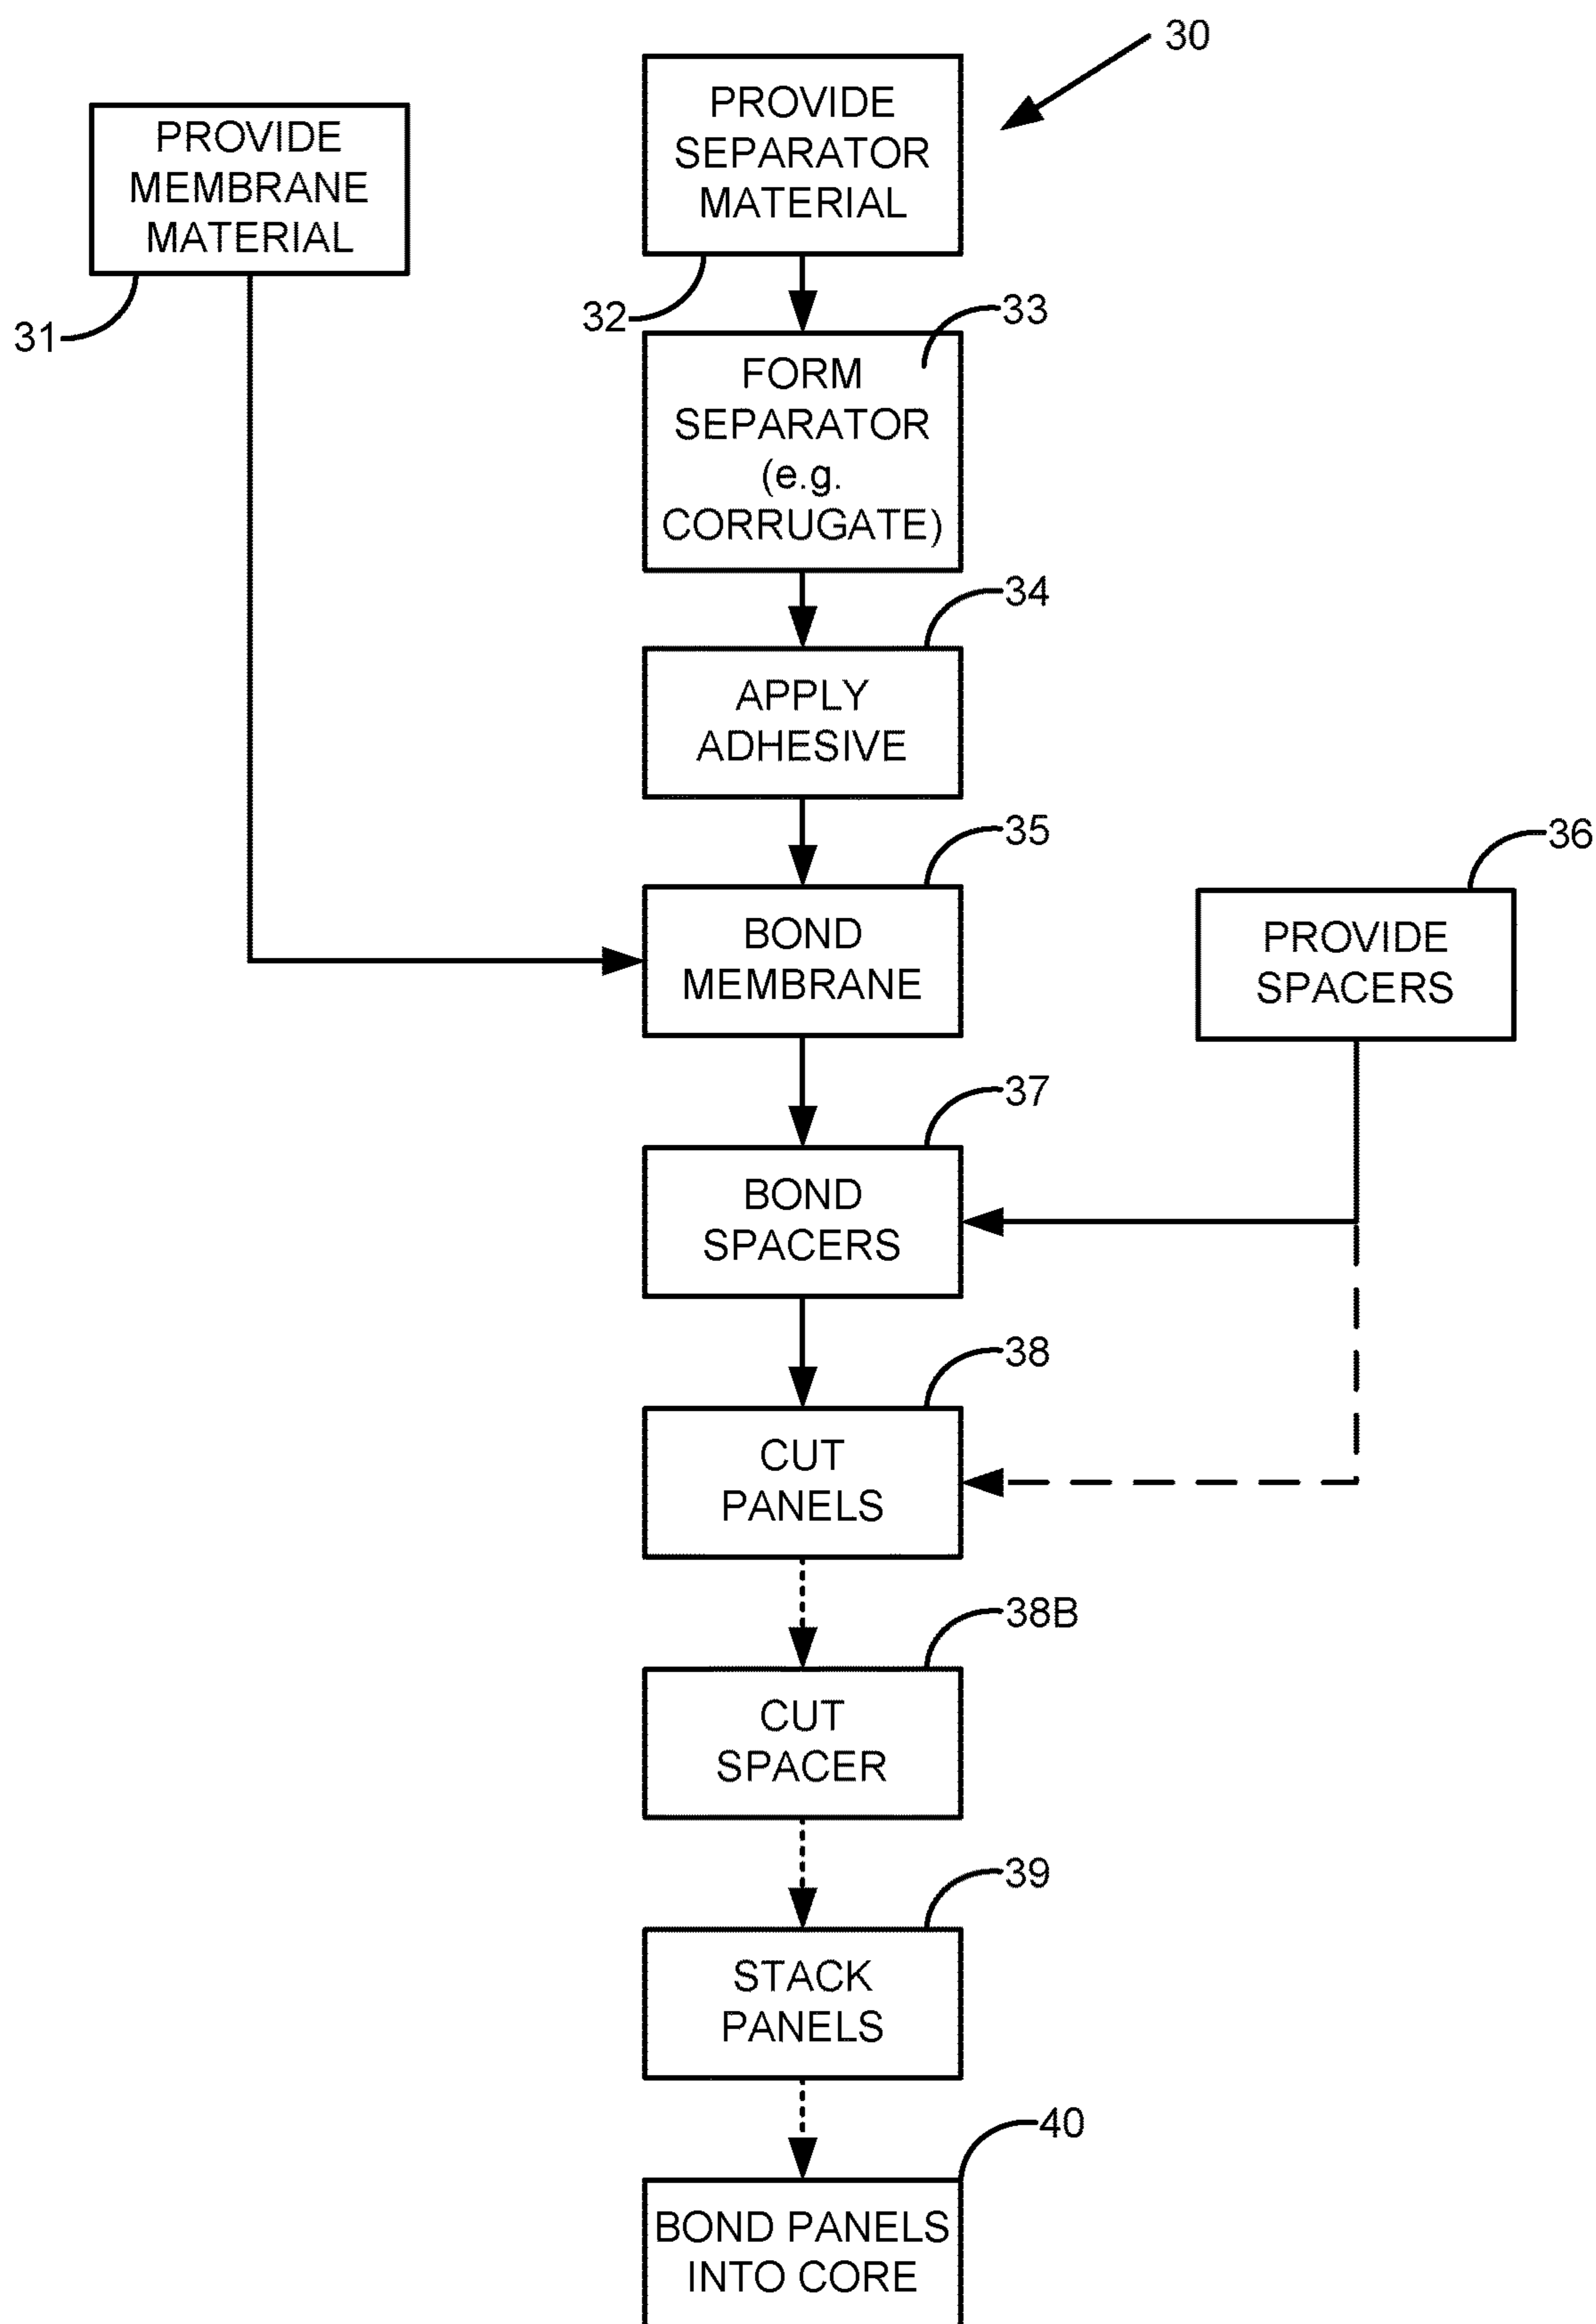 30
PROVIDE
SEPARATOR
MATERIAL
PROVIDE
MEMBRANE
MATERIAL
31
32
33
FORM
SEPARATOR
(e.g.
CORRUGATE)
34
APPLY
ADHESIVE
35
BOND
MEMBRANE
36
PROVIDE
SPACERS
37
BOND
SPACERS
38
CUT
PANELS
38B
CUT
SPACER
39
STACK
PANELS
40
BOND PANELS
INTO CORE